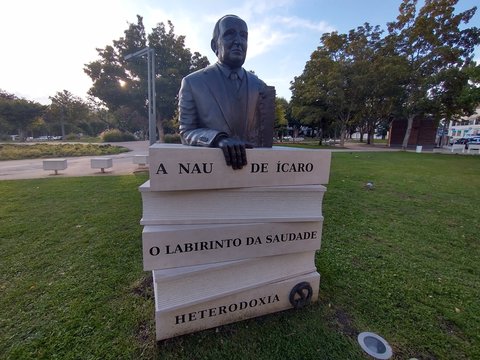 A NAU DE ÍCARO
O LABIRINTO DA SAUDADE
HETERODOXIA